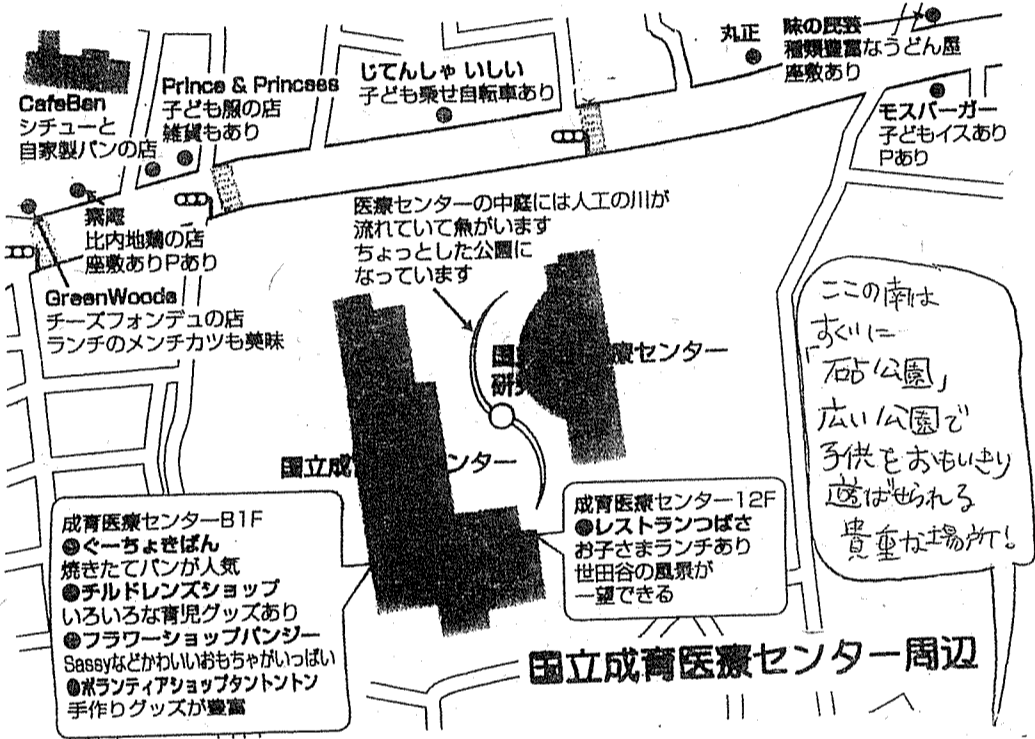 CafeBen
シチューと
自家製パンの店
Prince & Princess
子ども服の店
雑貨もあり
じてんしゃ いしい
子ども乗せ自転車あり
丸正
味の民芸
種類豊富なうどん屋
座敷あり
モスバーガー
子どもイスあり
Pあり
比内地鶏の店
座敷ありPあり
GreenWoods
チーズフォンデュの店
ランチのメンチカツも美味
医療センターの中庭には人工の川が
流れていて魚がいます
ちょっとした公園に
なっています
国 療センター
研
国立成育 ンター
成育医療センターB1F
●ぐーちょきぱん
焼きたてパンが人気
●チルドレンズショップ
いろいろな育児グッズあり
●フラワーショップパンジー
Sassyなどかわいいおもちゃがいっぱい
●ボランティアショップタントントン
手作りグッズが豊富
成育医療センター12F
●レストランつばさ
お子さまランチあり
世田谷の風景が
一望できる
ここの南は
すぐに
「砧公園」
広い公園で
子供をおもいきり
遊ばせられる
貴重な場所!
国立成育医療センター周辺